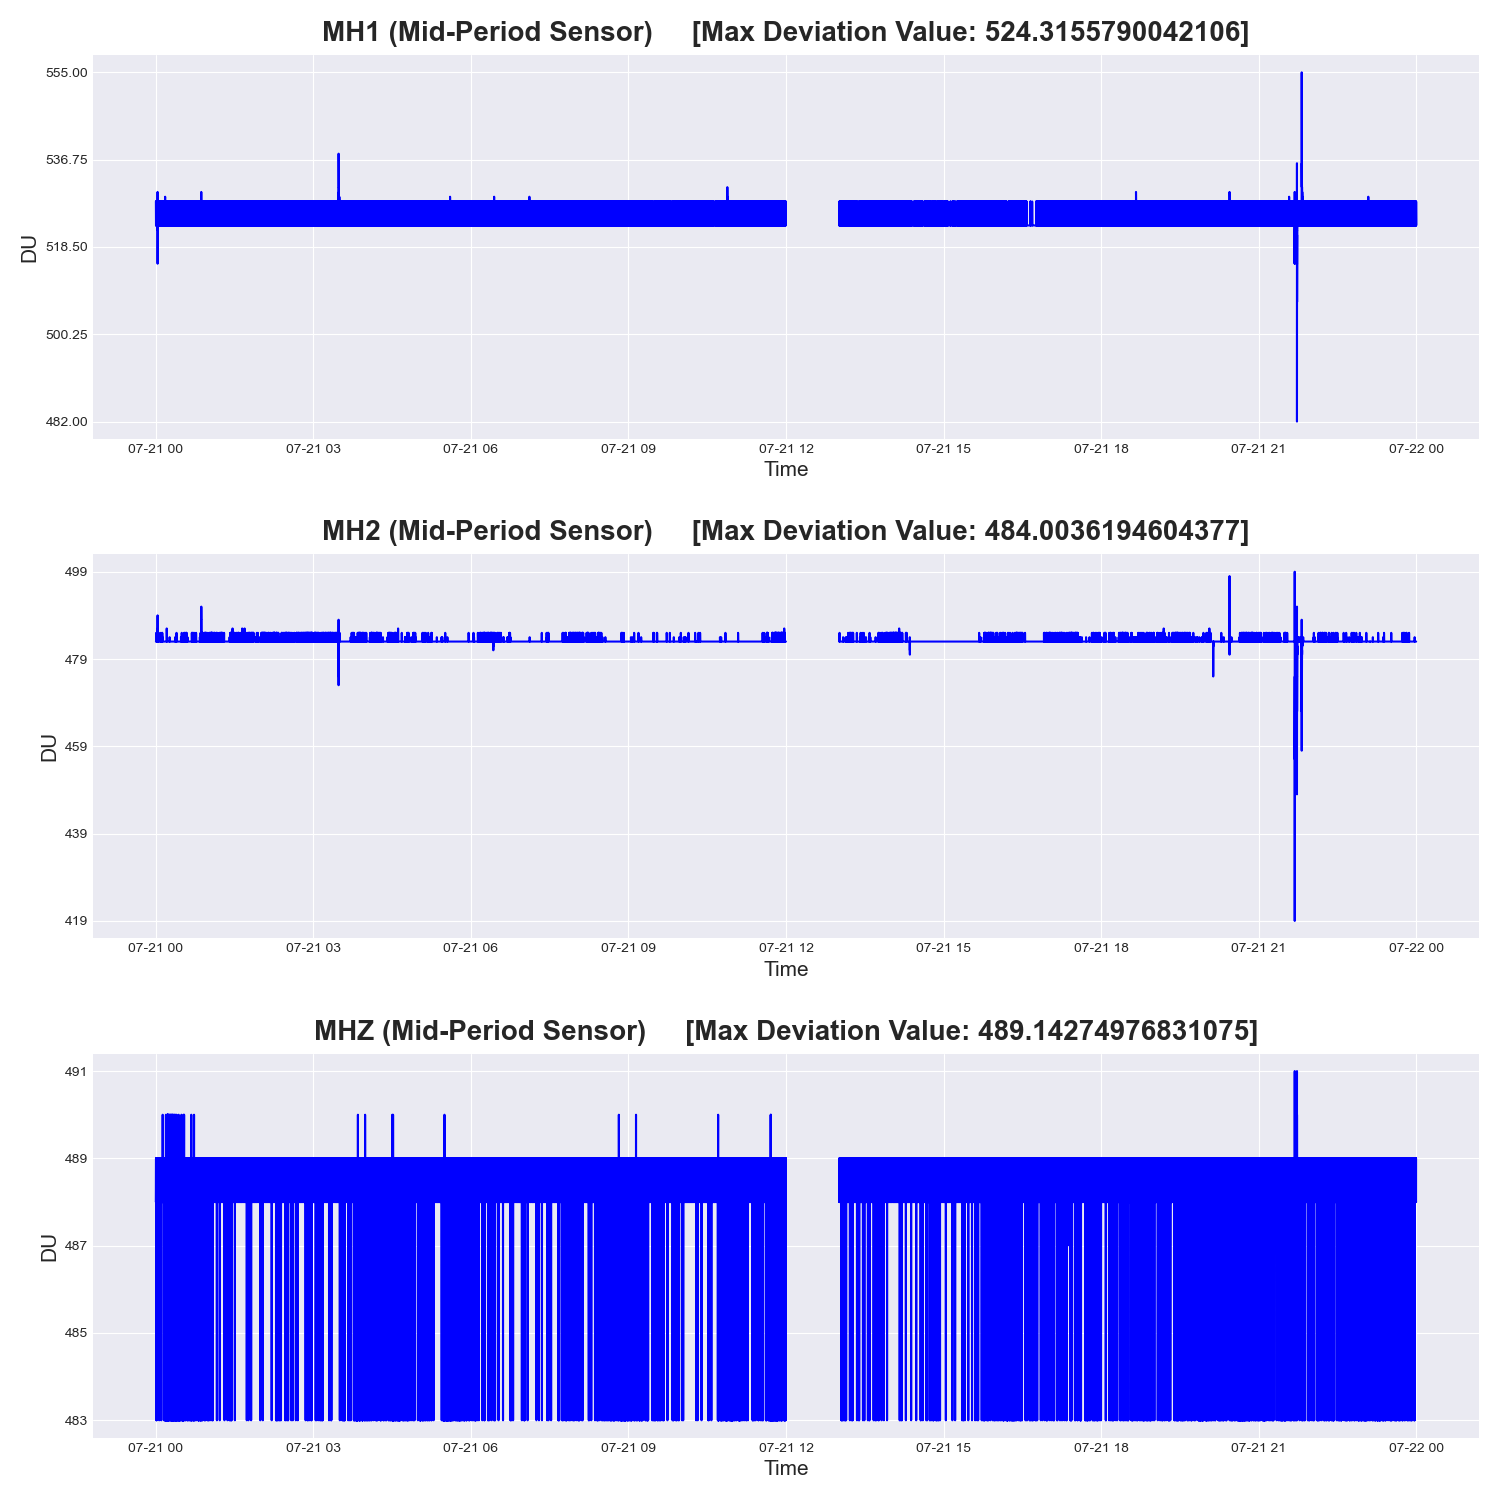 MH1 (Mid-Period Sensor) [Max Deviation Value: 524.3155790042106]
555.00
536.75
518.50
500.25
482.00
DU
07-21 00 07-21 03 07-21 06 07-21 09 07-21 12 07-21 15 07-21 18 07-21 21 07-22 00
Time
MH2 (Mid-Period Sensor) [Max Deviation Value: 484.0036194604377]
499
479
459
439
419
DU
07-21 00 07-21 03 07-21 06 07-21 09 07-21 12 07-21 15 07-21 18 07-21 21 07-22 00
Time
MHZ (Mid-Period Sensor) [Max Deviation Value: 489.14274976831075]
491
489
487
485
483
DU
07-21 00 07-21 03 07-21 06 07-21 09 07-21 12 07-21 15 07-21 18 07-21 21 07-22 00
Time